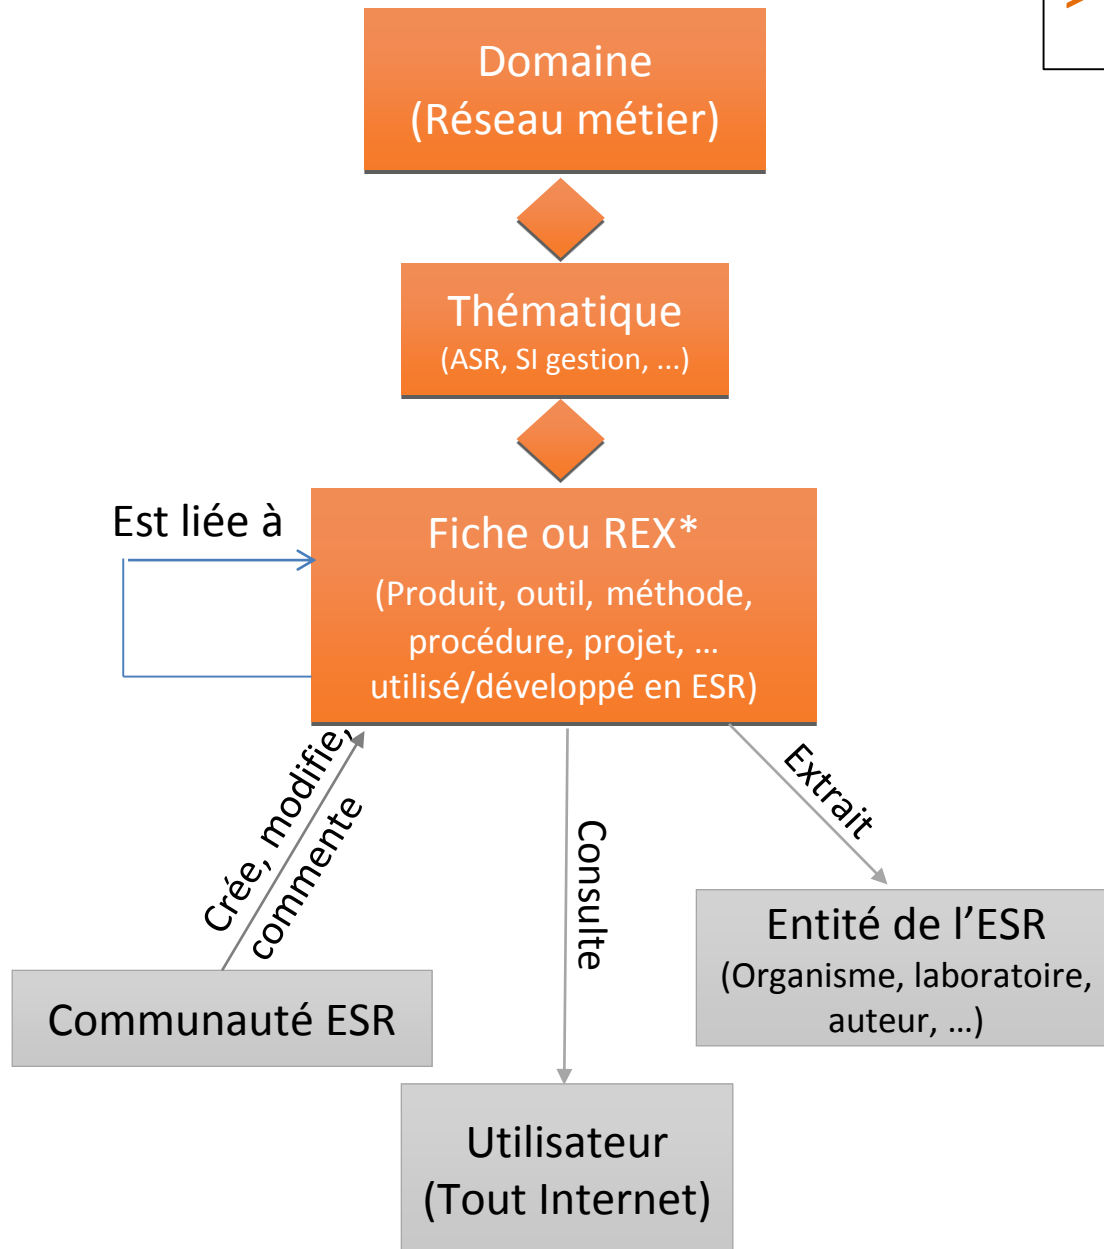 Domaine
(Réseau métier)
Thématique
(ASR, SI gestion, ...)
Est liée à
Fiche ou REX*
(Produit, outil, méthode,
procédure, projet, ...
utilisé/développé en ESR)
Crée, modifie,
commente
Consulte
Extrait
Entité de l’ESR
(Organisme, laboratoire,
auteur, ...)
Communauté ESR
Utilisateur
(Tout Internet)